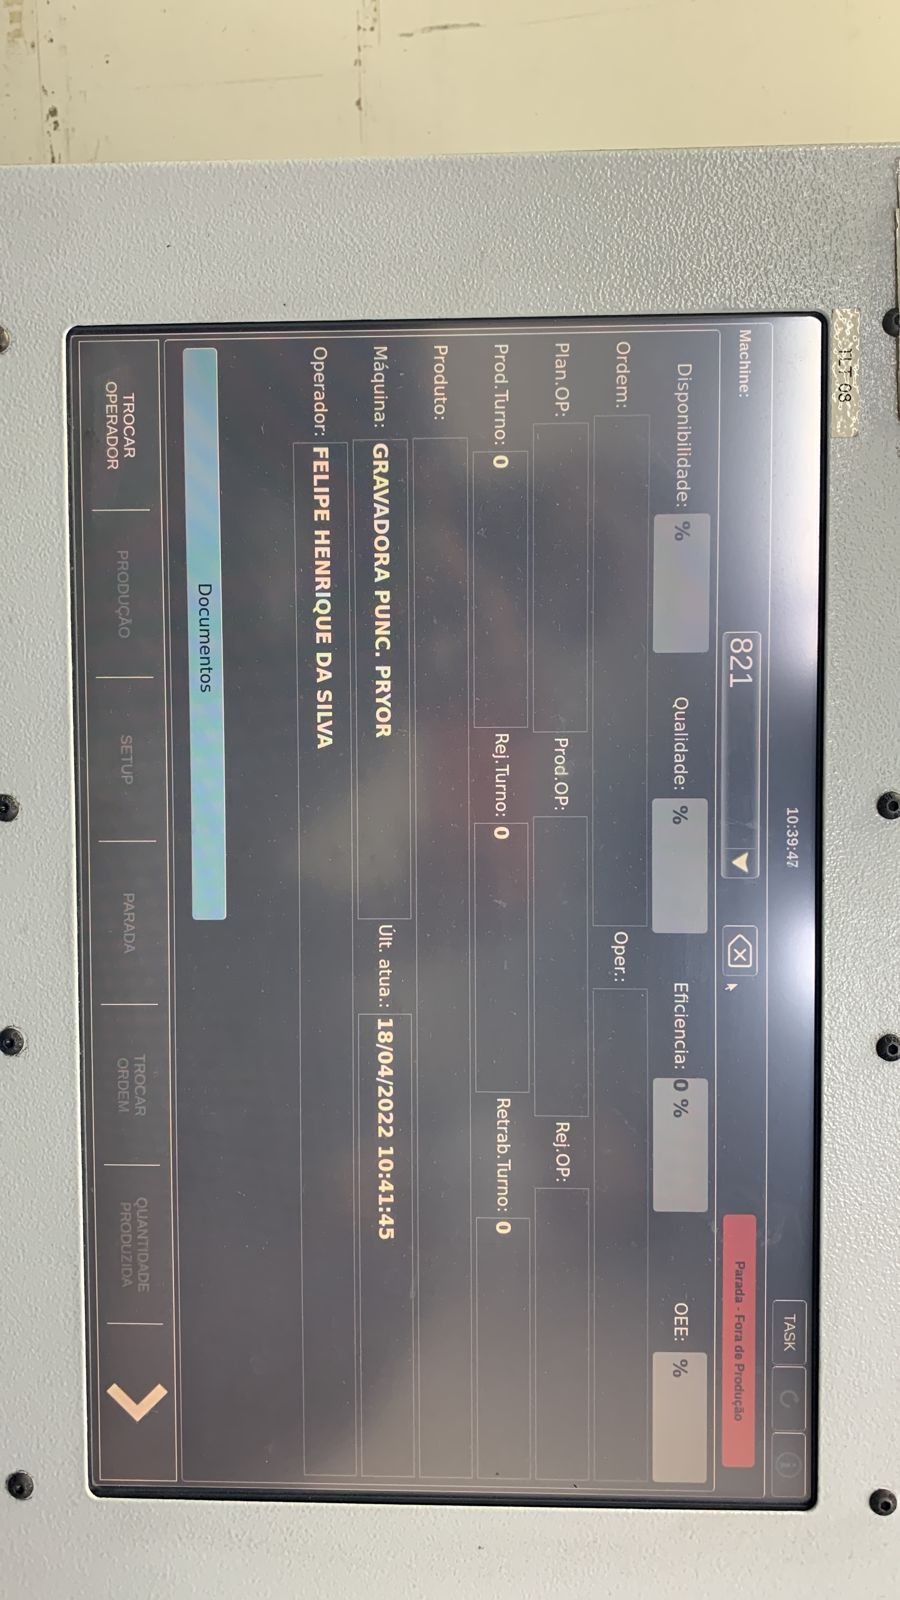 TLT 08
10:39:47
TASK
Machine: 821
Parada - Fora de Produção
Disponibilidade: % Qualidade: % Eficiencia: 0 % OEE: %
Ordem: Oper.:
Plan.OP: Prod.OP: Rej.OP:
Prod.Turno: 0 Rej.Turno: 0 Retrab.Turno: 0
Produto:
Máquina: GRAVADORA PUNC. PRYOR Últ. atua.: 18/04/2022 10:41:45
Operador: FELIPE HENRIQUE DA SILVA
Documentos
TROCAR OPERADOR
PRODUÇÃO
SETUP
PARADA
TROCAR ORDEM
QUANTIDADE PRODUZIDA